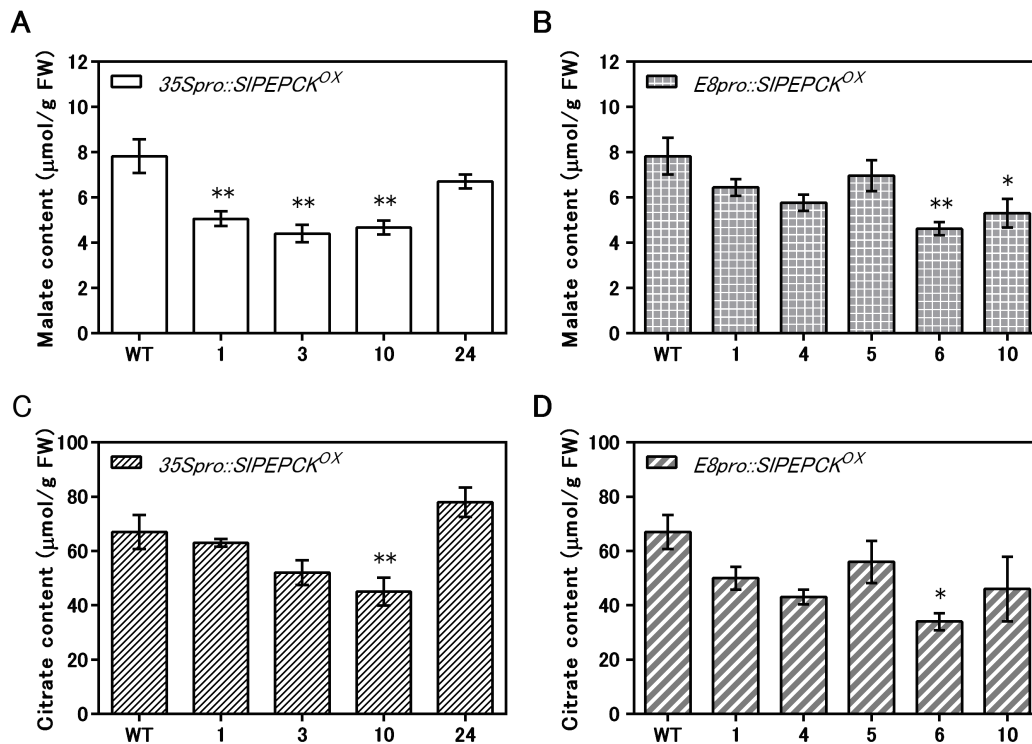 A
Malate content (μmol/g FW)
12
10
8
6
4
2
0
35Spro::SlPEPCK^OX
**
**
**
WT 1 3 10 24
B
Malate content (μmol/g FW)
12
10
8
6
4
2
0
E8pro::SlPEPCK^OX
**
*
WT 1 4 5 6 10
C
Citrate content (μmol/g FW)
100
80
60
40
20
0
35Spro::SlPEPCK^OX
**
WT 1 3 10 24
D
Citrate content (μmol/g FW)
100
80
60
40
20
0
E8pro::SlPEPCK^OX
*
WT 1 4 5 6 10